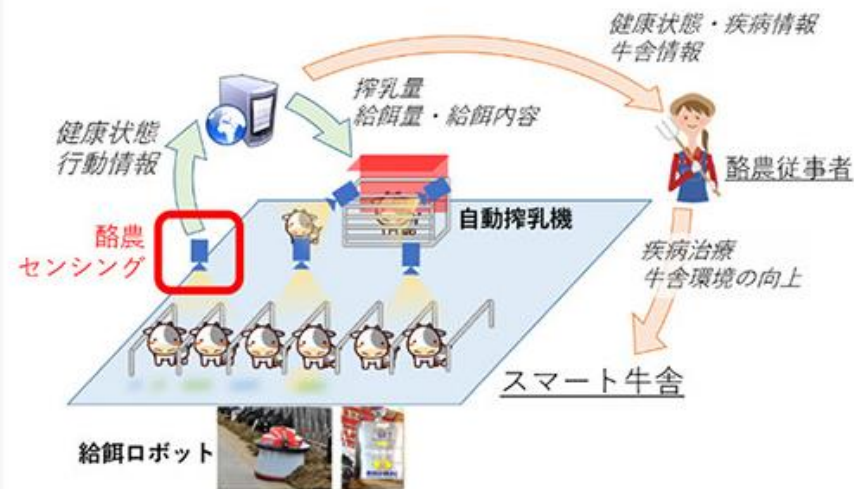 健康状態・疾病情報
牛舎情報
搾乳量
給餌量・給餌内容
健康状態
行動情報
酪農従事者
自動搾乳機
酪農
センシング
疾病治療
牛舎環境の向上
スマート牛舎
給餌ロボット